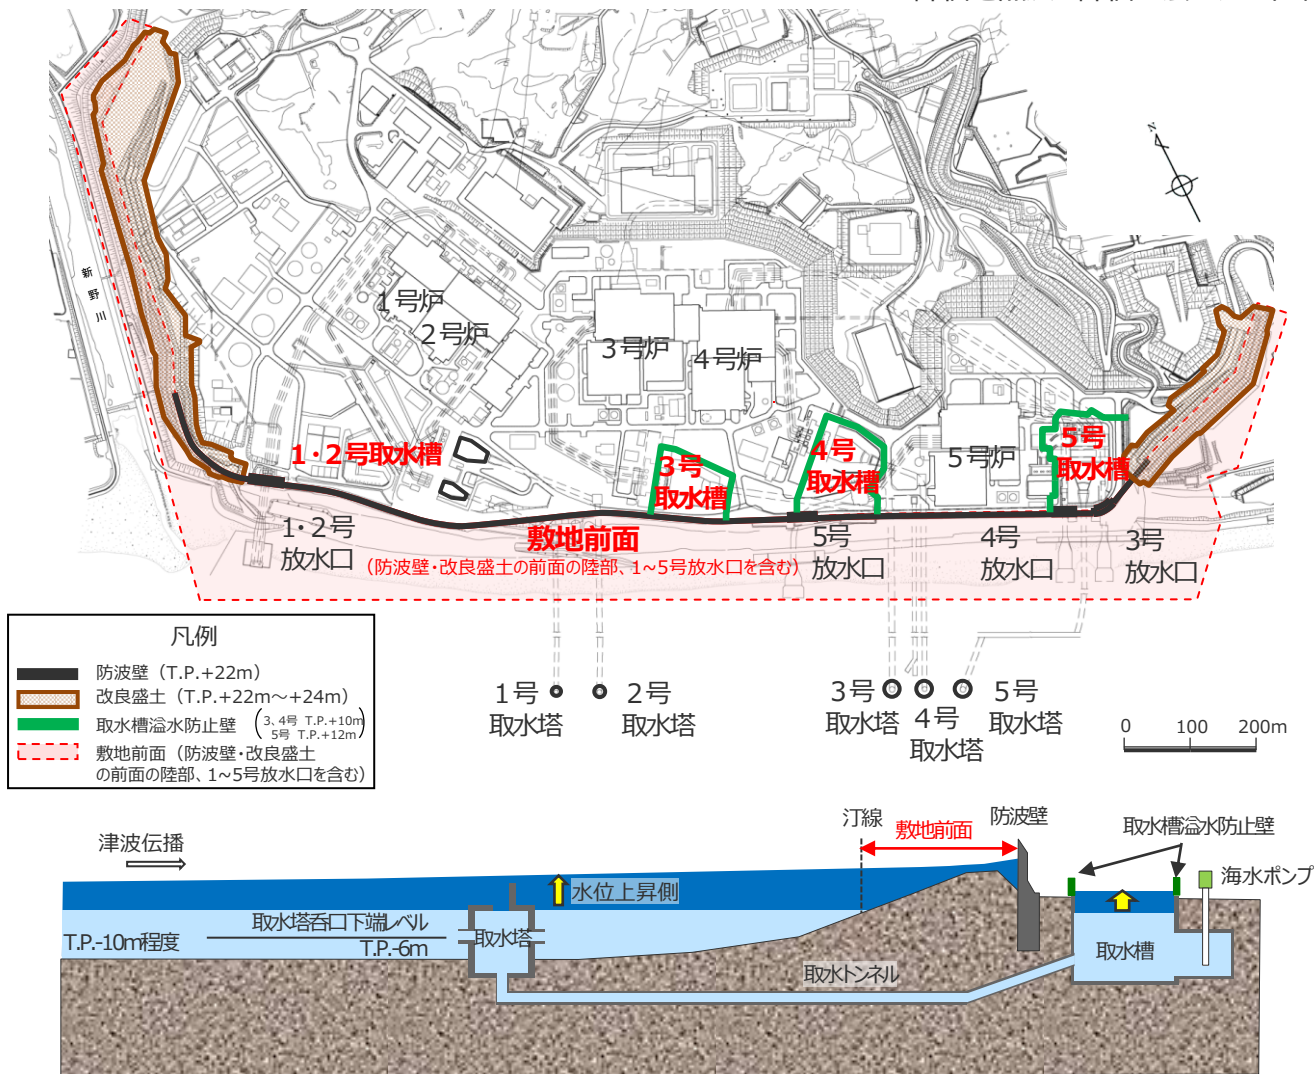 N
新野川
1号炉
2号炉
3号炉
4号炉
5号炉
1・2号取水槽
3号
取水槽
4号
取水槽
5号
取水槽
敷地前面
(防波壁・改良盛土の前面の陸部、1~5号放水口を含む)
1・2号
放水口
5号
放水口
4号
放水口
3号
放水口
凡例
防波壁(T.P.+22m)
改良盛土(T.P.+22m~+24m)
取水槽溢水防止壁
3、4号 T.P.+10m
5号 T.P.+12m
敷地前面(防波壁・改良盛土
の前面の陸部、1~5号放水口を含む)
1号
取水塔
2号
取水塔
3号
取水塔
4号
取水塔
5号
取水塔
0 100 200m
津波伝播
汀線
敷地前面
防波壁
取水槽溢水防止壁
海水ポンプ
水位上昇側
取水塔呑口下端レベル
T.P.-10m程度
T.P.-6m
取水塔
取水槽
取水トンネル